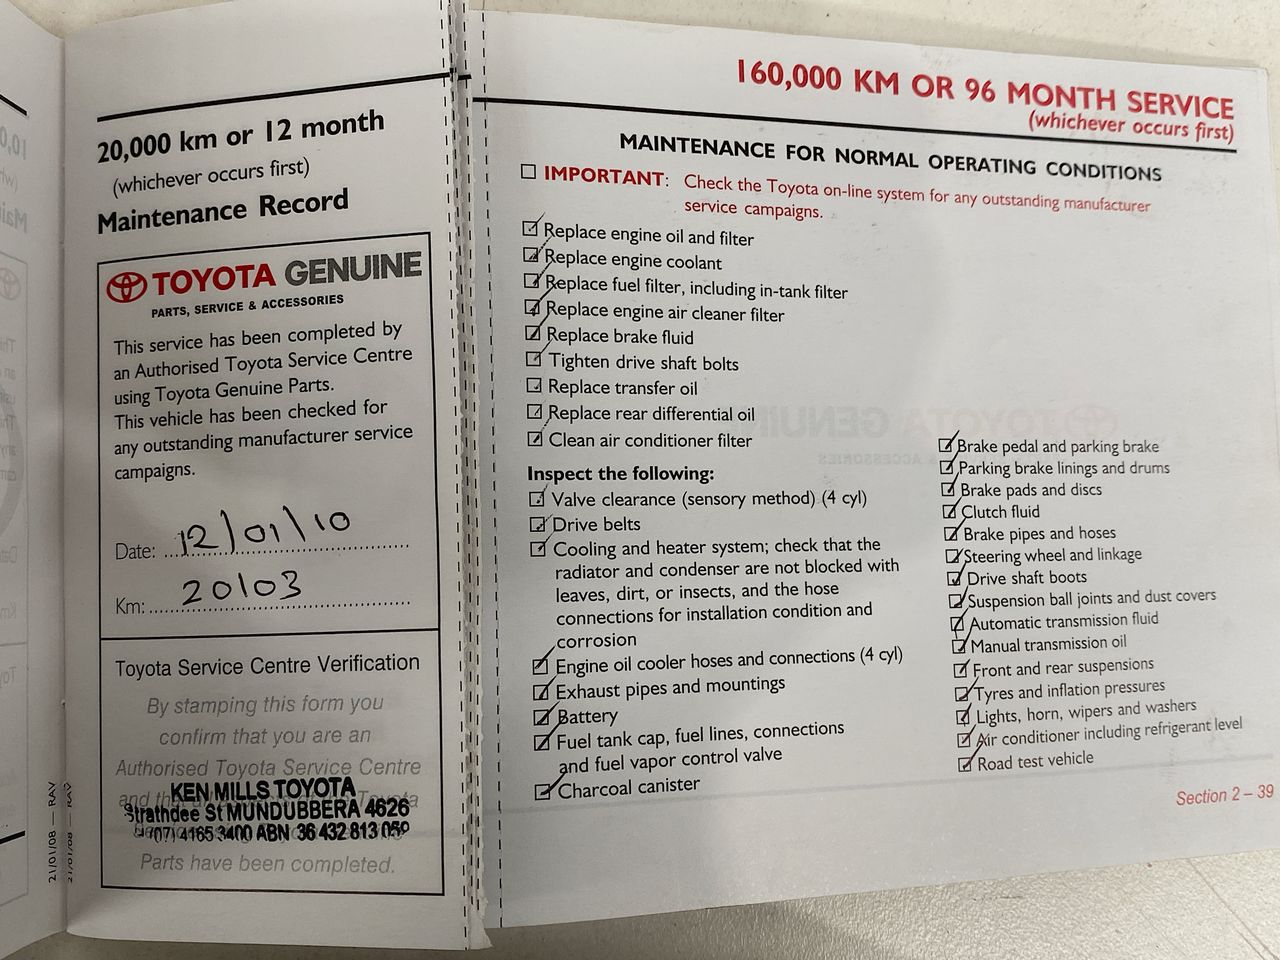 20,000 km or 12 month
(whichever occurs first)
Maintenance Record
TOYOTA GENUINE
PARTS, SERVICE & ACCESSORIES
This service has been completed by
an Authorised Toyota Service Centre
using Toyota Genuine Parts.
This vehicle has been checked for
any outstanding manufacturer service
campaigns.
Date: 12/01/10
Km: 20103
Toyota Service Centre Verification
By stamping this form you
confirm that you are an
Authorised Toyota Service Centre
KEN MILLS TOYOTA
Strathdee St MUNDUBBERA 4626
(07) 4165 3400 ABN 36 432 813 059
Parts have been completed.
21/01/08 — RAV
21/01/08 — RAV
160,000 KM OR 96 MONTH SERVICE
(whichever occurs first)
MAINTENANCE FOR NORMAL OPERATING CONDITIONS
IMPORTANT: Check the Toyota on-line system for any outstanding manufacturer
service campaigns.
Replace engine oil and filter
Replace engine coolant
Replace fuel filter, including in-tank filter
Replace engine air cleaner filter
Replace brake fluid
Tighten drive shaft bolts
Replace transfer oil
Replace rear differential oil
Clean air conditioner filter
Inspect the following:
Valve clearance (sensory method) (4 cyl)
Drive belts
Cooling and heater system; check that the
radiator and condenser are not blocked with
leaves, dirt, or insects, and the hose
connections for installation condition and
corrosion
Engine oil cooler hoses and connections (4 cyl)
Exhaust pipes and mountings
Battery
Fuel tank cap, fuel lines, connections
and fuel vapor control valve
Charcoal canister
Brake pedal and parking brake
Parking brake linings and drums
Brake pads and discs
Clutch fluid
Brake pipes and hoses
Steering wheel and linkage
Drive shaft boots
Suspension ball joints and dust covers
Automatic transmission fluid
Manual transmission oil
Front and rear suspensions
Tyres and inflation pressures
Lights, horn, wipers and washers
Air conditioner including refrigerant level
Road test vehicle
Section 2 – 39